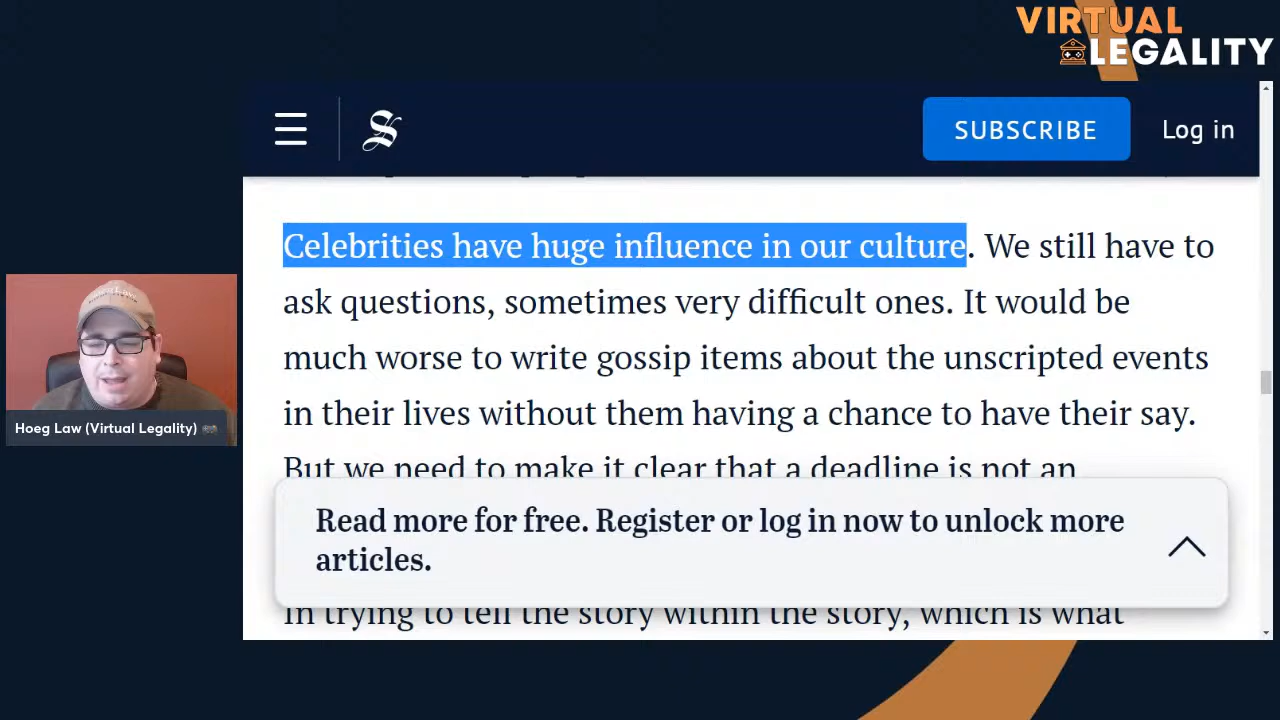 VIRTUAL
LEGALITY
SUBSCRIBE
Log in
Celebrities have huge influence in our culture. We still have to
ask questions, sometimes very difficult ones. It would be
much worse to write gossip items about the unscripted events
in their lives without them having a chance to have their say.
But we need to make it clear that a deadline is not an
Read more for free. Register or log in now to unlock more
articles.
In trying to tell the story within the story, which is what
Hoeg Law (Virtual Legality)